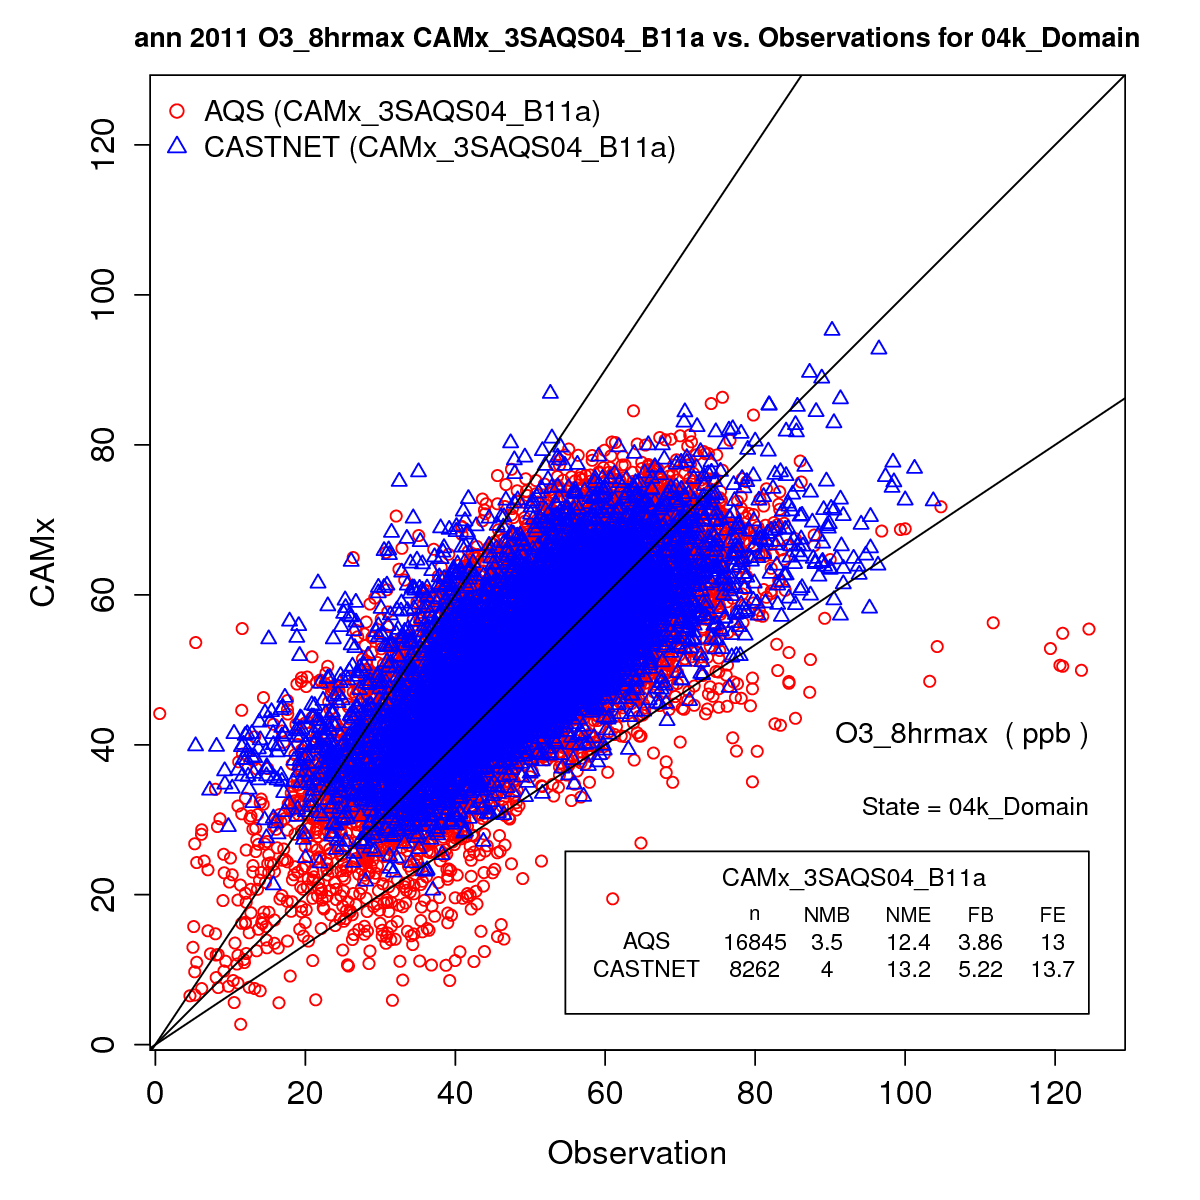 ann 2011 O3_8hrmax CAMx_3SAQS04_B11a vs. Observations for 04k_Domain
AQS (CAMx_3SAQS04_B11a)
CASTNET (CAMx_3SAQS04_B11a)
120
100
80
60
40
20
0
CAMx
O3_8hrmax ( ppb )
State = 04k_Domain
CAMx_3SAQS04_B11a
n NMB NME FB FE
AQS 16845 3.5 12.4 3.86 13
CASTNET 8262 4 13.2 5.22 13.7
0 20 40 60 80 100 120
Observation